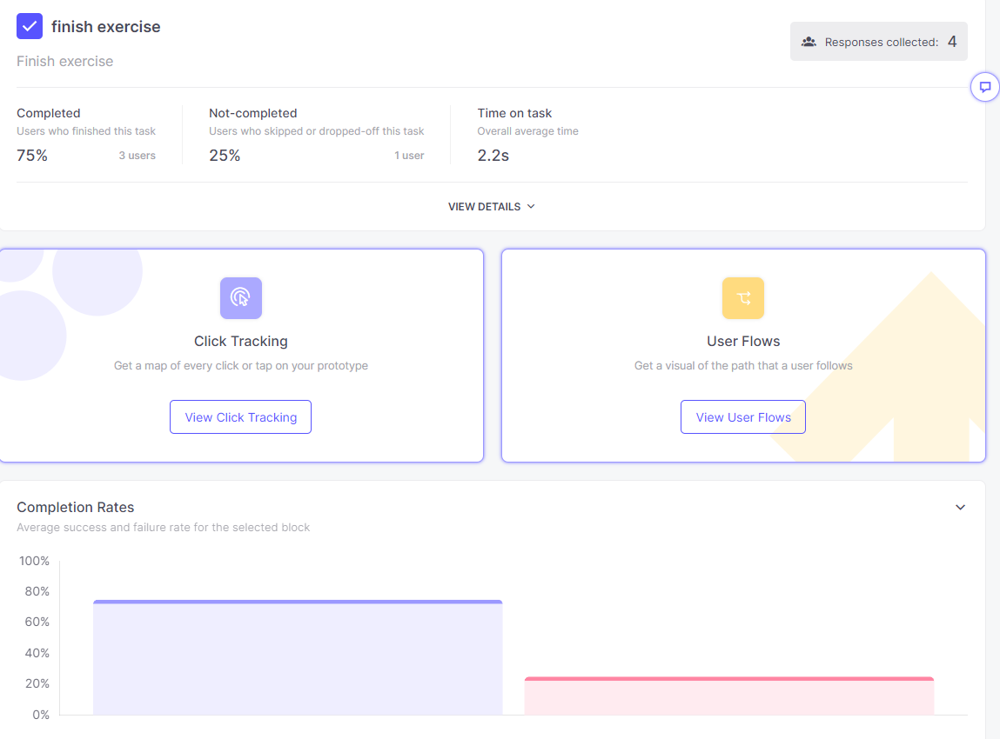 finish exercise
Finish exercise
Responses collected: 4
Completed
Users who finished this task
75% 3 users
Not-completed
Users who skipped or dropped-off this task
25% 1 user
Time on task
Overall average time
2.2s
VIEW DETAILS
Click Tracking
Get a map of every click or tap on your prototype
View Click Tracking
User Flows
Get a visual of the path that a user follows
View User Flows
Completion Rates
Average success and failure rate for the selected block
100%
80%
60%
40%
20%
0%